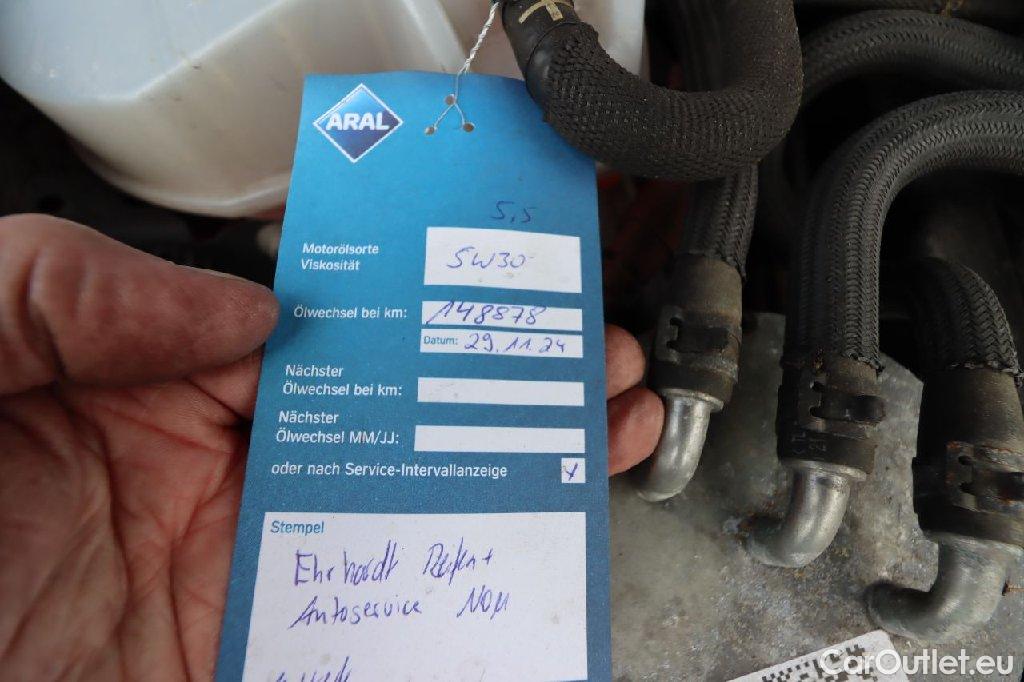 ARAL
5,5
Motorölsorte
Viskosität
5W30
Ölwechsel bei km: 148878
Datum: 29.11.24
Nächster
Ölwechsel bei km:
Nächster
Ölwechsel MM/JJ:
oder nach Service-Intervallanzeige
Stempel
Ehrhardt Reifen +
Autoservice
CarOutlet.eu